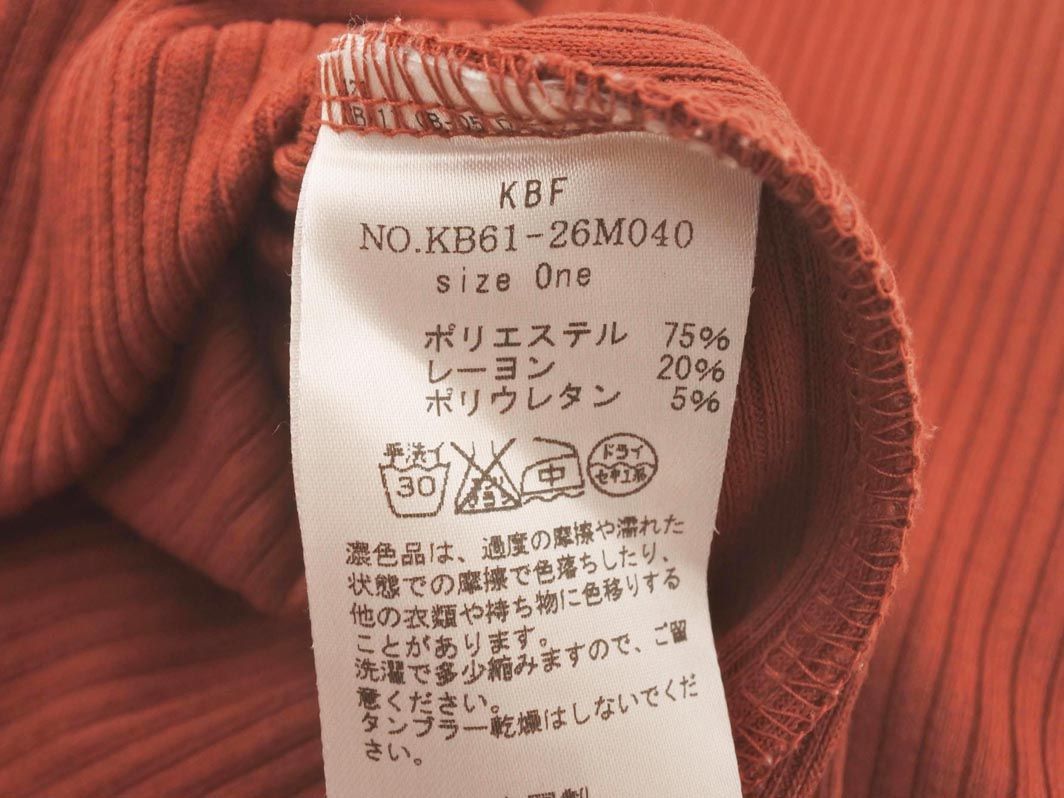 KBF
NO.KB61-26M040
size One
ポリエステル 75%
レーヨン 20%
ポリウレタン 5%
手洗イ
30
中
ドライ
セキユ系
濃色品は、過度の摩擦や濡れた
状態での摩擦で色落ちしたり、
他の衣類や持ち物に色移りする
ことがあります。
洗濯で多少縮みますので、ご留
意ください。
タンブラー乾燥はしないでくだ
さい。